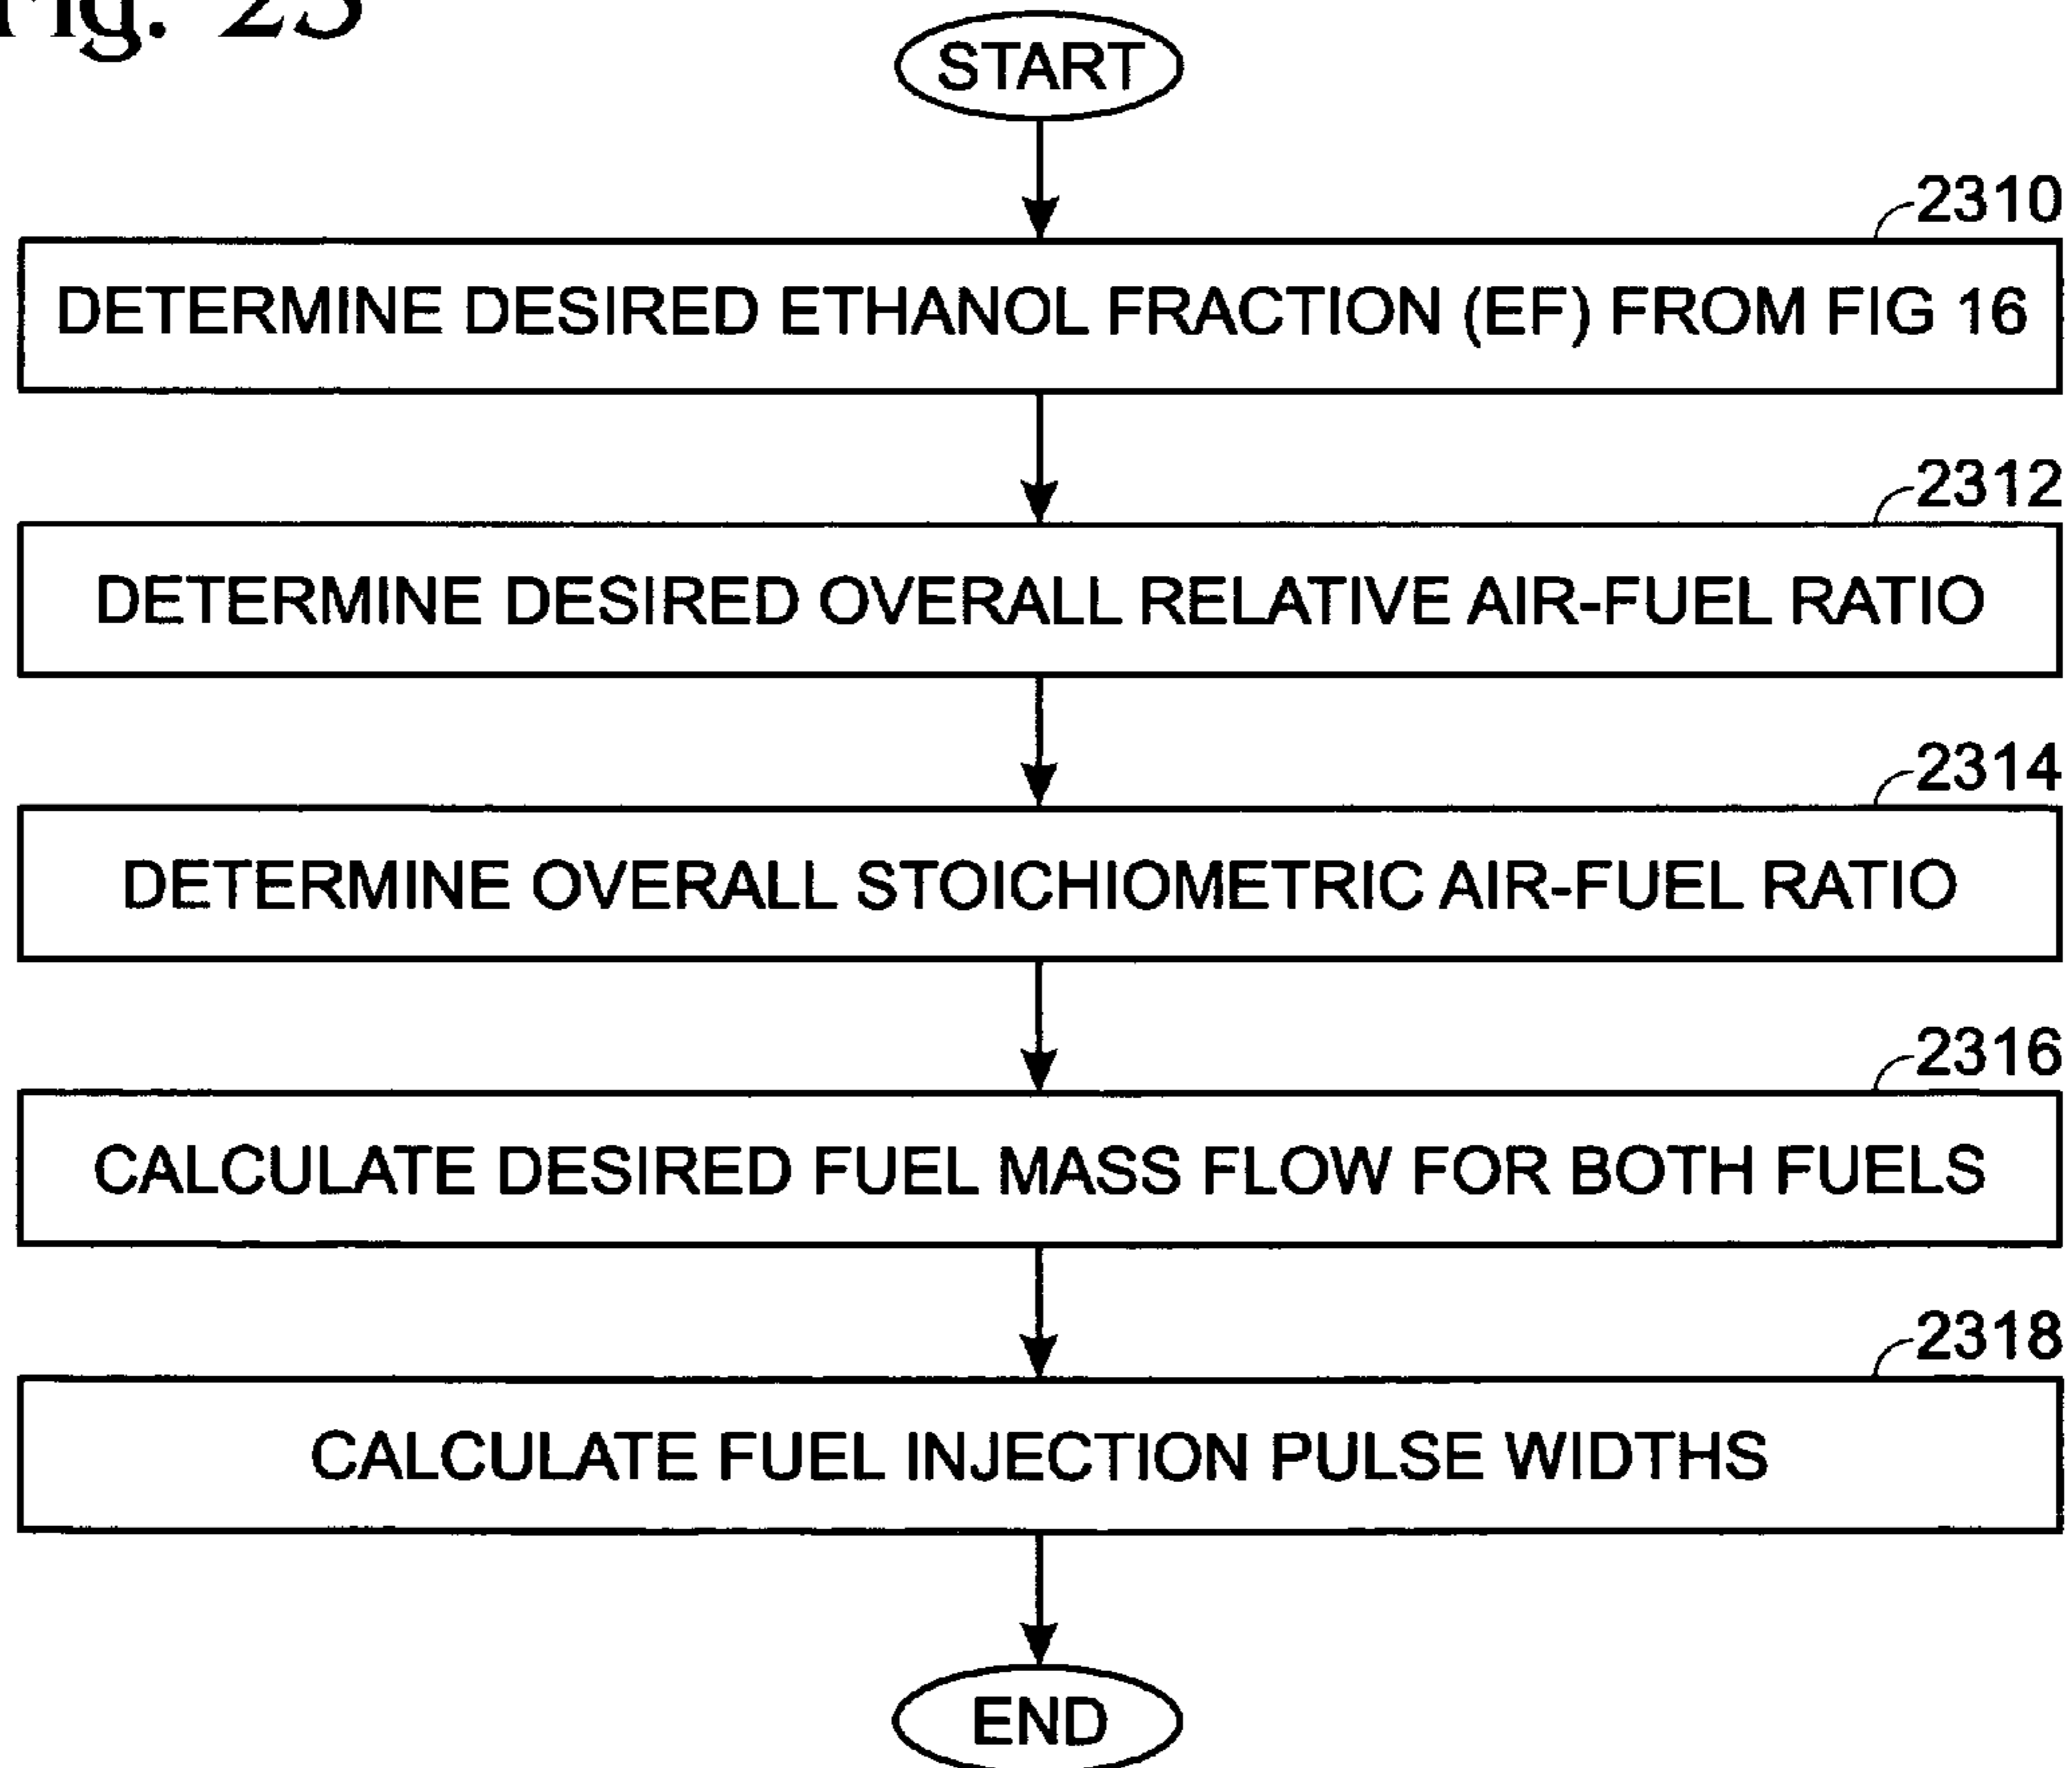 Fig. 23
START
2310
DETERMINE DESIRED ETHANOL FRACTION (EF) FROM FIG 16
2312
DETERMINE DESIRED OVERALL RELATIVE AIR-FUEL RATIO
2314
DETERMINE OVERALL STOICHIOMETRIC AIR-FUEL RATIO
2316
CALCULATE DESIRED FUEL MASS FLOW FOR BOTH FUELS
2318
CALCULATE FUEL INJECTION PULSE WIDTHS
END